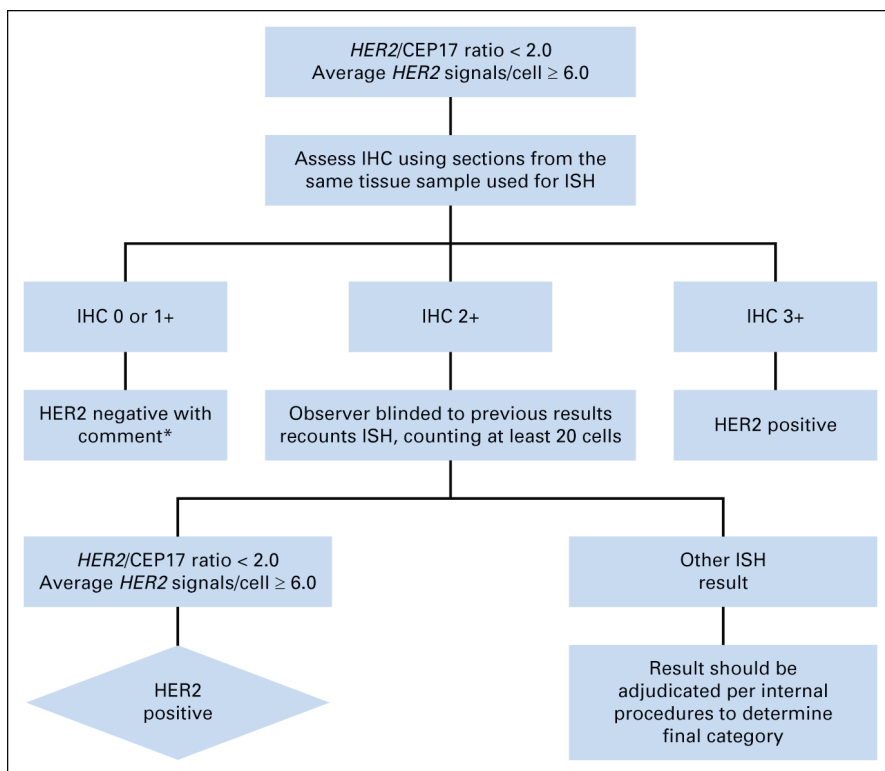 HER2/CEP17 ratio < 2.0
Average HER2 signals/cell ≥ 6.0
Assess IHC using sections from the
same tissue sample used for ISH
IHC 0 or 1+
IHC 2+
IHC 3+
HER2 negative with
comment*
Observer blinded to previous results
recounts ISH, counting at least 20 cells
HER2 positive
HER2/CEP17 ratio < 2.0
Average HER2 signals/cell ≥ 6.0
Other ISH
result
HER2
positive
Result should be
adjudicated per internal
procedures to determine
final category